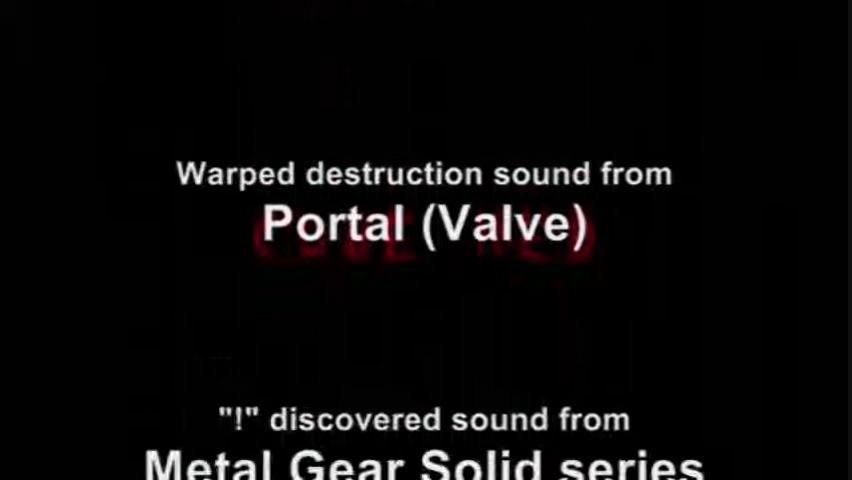 Warped destruction sound from
Portal (Valve)
"!" discovered sound from
Metal Gear Solid series